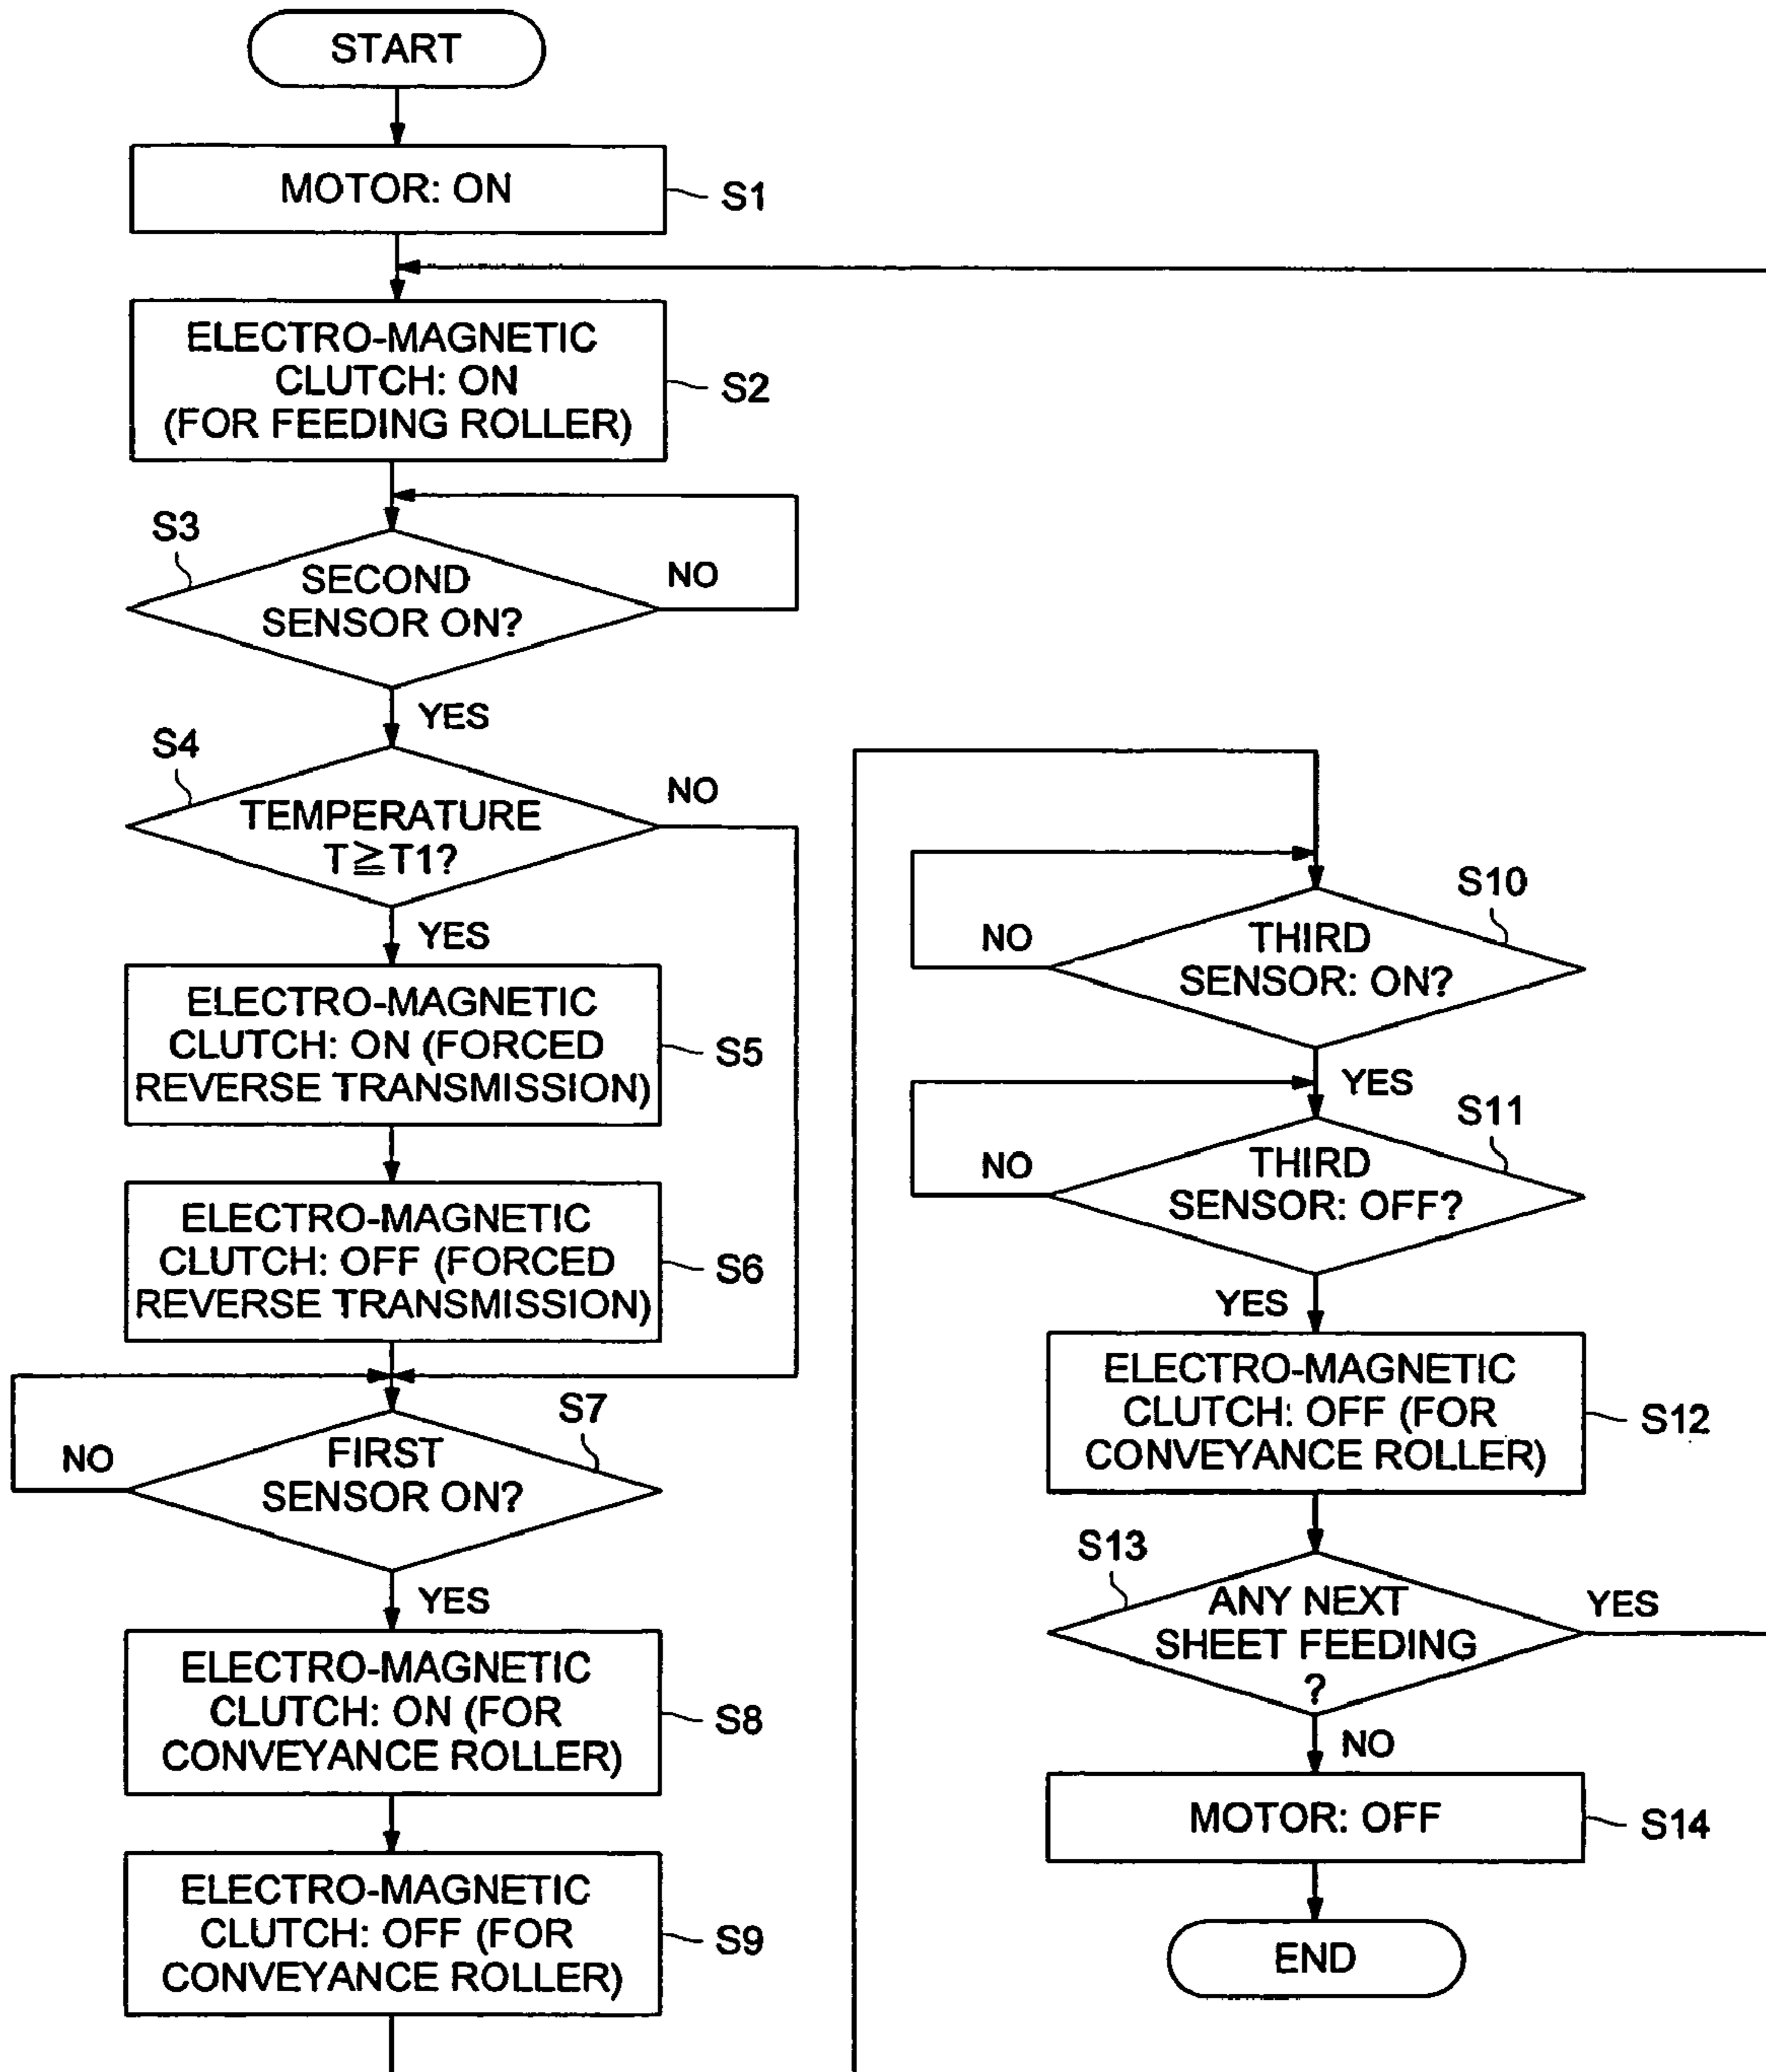 START
MOTOR: ON
S1
ELECTRO-MAGNETIC
CLUTCH: ON
(FOR FEEDING ROLLER)
S2
S3
SECOND
SENSOR ON?
NO
YES
S4
TEMPERATURE
T≧T1?
NO
YES
ELECTRO-MAGNETIC
CLUTCH: ON (FORCED
REVERSE TRANSMISSION)
S5
ELECTRO-MAGNETIC
CLUTCH: OFF (FORCED
REVERSE TRANSMISSION)
S6
S7
FIRST
SENSOR ON?
NO
YES
ELECTRO-MAGNETIC
CLUTCH: ON (FOR
CONVEYANCE ROLLER)
S8
ELECTRO-MAGNETIC
CLUTCH: OFF (FOR
CONVEYANCE ROLLER)
S9
S10
THIRD
SENSOR: ON?
NO
YES
S11
THIRD
SENSOR: OFF?
NO
YES
ELECTRO-MAGNETIC
CLUTCH: OFF (FOR
CONVEYANCE ROLLER)
S12
S13
ANY NEXT
SHEET FEEDING
?
YES
NO
MOTOR: OFF
S14
END